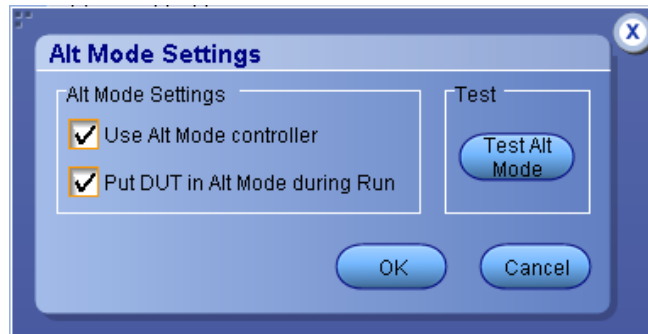 X
Alt Mode Settings
Alt Mode Settings
Test
Use Alt Mode controller
Put DUT in Alt Mode during Run
Test Alt
Mode
OK
Cancel